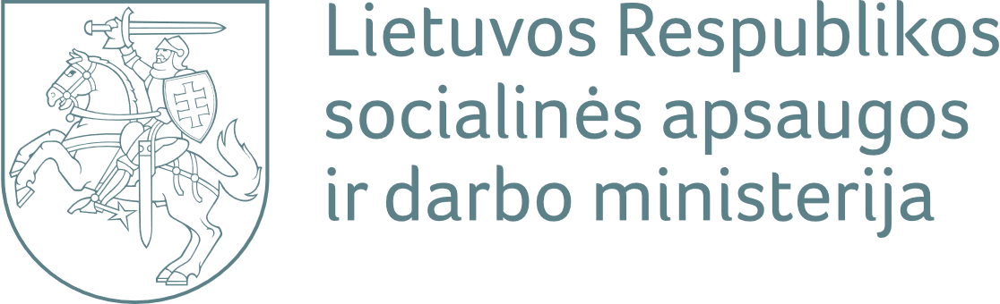 Lietuvos Respublikos
socialinės apsaugos
ir darbo ministerija